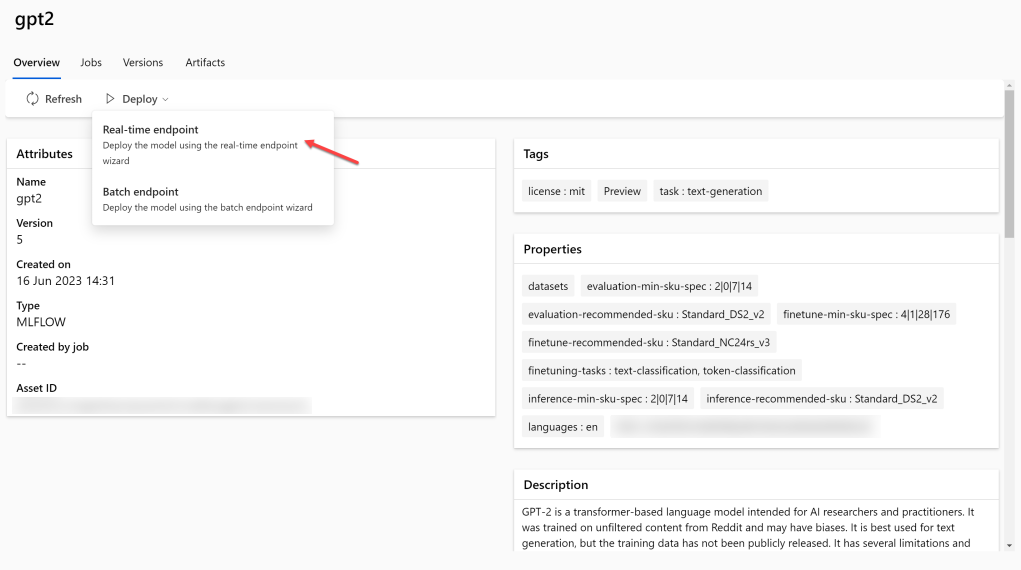 gpt2
Overview
Jobs
Versions
Artifacts
Refresh
Deploy
Real-time endpoint
Deploy the model using the real-time endpoint
wizard
Batch endpoint
Deploy the model using the batch endpoint wizard
Attributes
Name
gpt2
Version
5
Created on
16 Jun 2023 14:31
Type
MLFLOW
Created by job
--
Asset ID
Tags
license : mit
Preview
task : text-generation
Properties
datasets
evaluation-min-sku-spec : 2|0|7|14
evaluation-recommended-sku : Standard_DS2_v2
finetune-min-sku-spec : 4|1|28|176
finetune-recommended-sku : Standard_NC24rs_v3
finetuning-tasks : text-classification, token-classification
inference-min-sku-spec : 2|0|7|14
inference-recommended-sku : Standard_DS2_v2
languages : en
Description
GPT-2 is a transformer-based language model intended for AI researchers and practitioners. It
was trained on unfiltered content from Reddit and may have biases. It is best used for text
generation, but the training data has not been publicly released. It has several limitations and